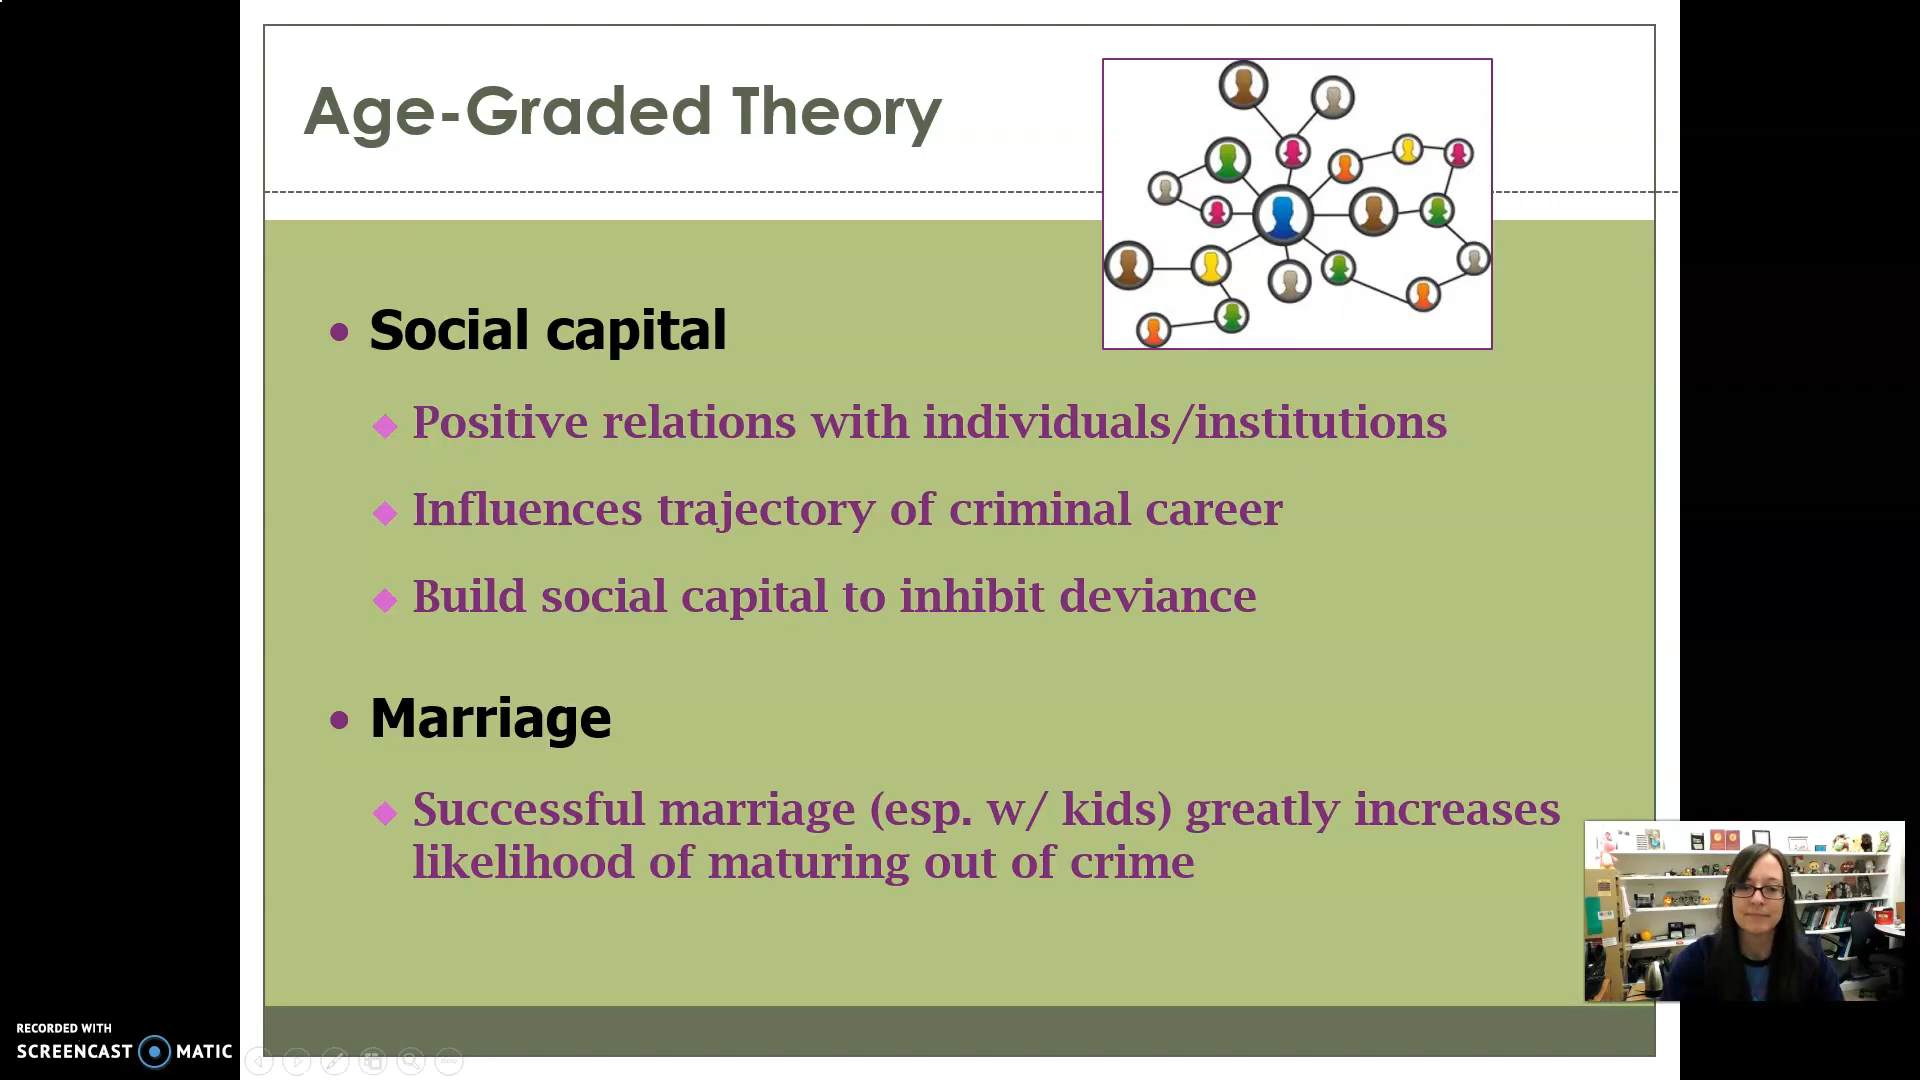 Age-Graded Theory
• Social capital
◆ Positive relations with individuals/institutions
◆ Influences trajectory of criminal career
◆ Build social capital to inhibit deviance
• Marriage
◆ Successful marriage (esp. w/ kids) greatly increases
likelihood of maturing out of crime
RECORDED WITH
SCREENCAST MATIC